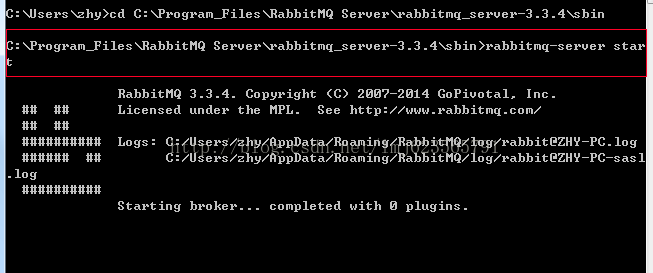 C:\Users\zhy>cd C:\Program_Files\RabbitMQ Server\rabbitmq_server-3.3.4\sbin
C:\Program_Files\RabbitMQ Server\rabbitmq_server-3.3.4\sbin>rabbitmq-server star
t
RabbitMQ 3.3.4. Copyright (C) 2007-2014 GoPivotal, Inc.
## ## Licensed under the MPL. See http://www.rabbitmq.com/
## ##
########## Logs: C:/Users/zhy/AppData/Roaming/RabbitMQ/log/rabbit@ZHY-PC.log
###### ## C:/Users/zhy/AppData/Roaming/RabbitMQ/log/rabbit@ZHY-PC-sasl
.log
##########
Starting broker... completed with 0 plugins.